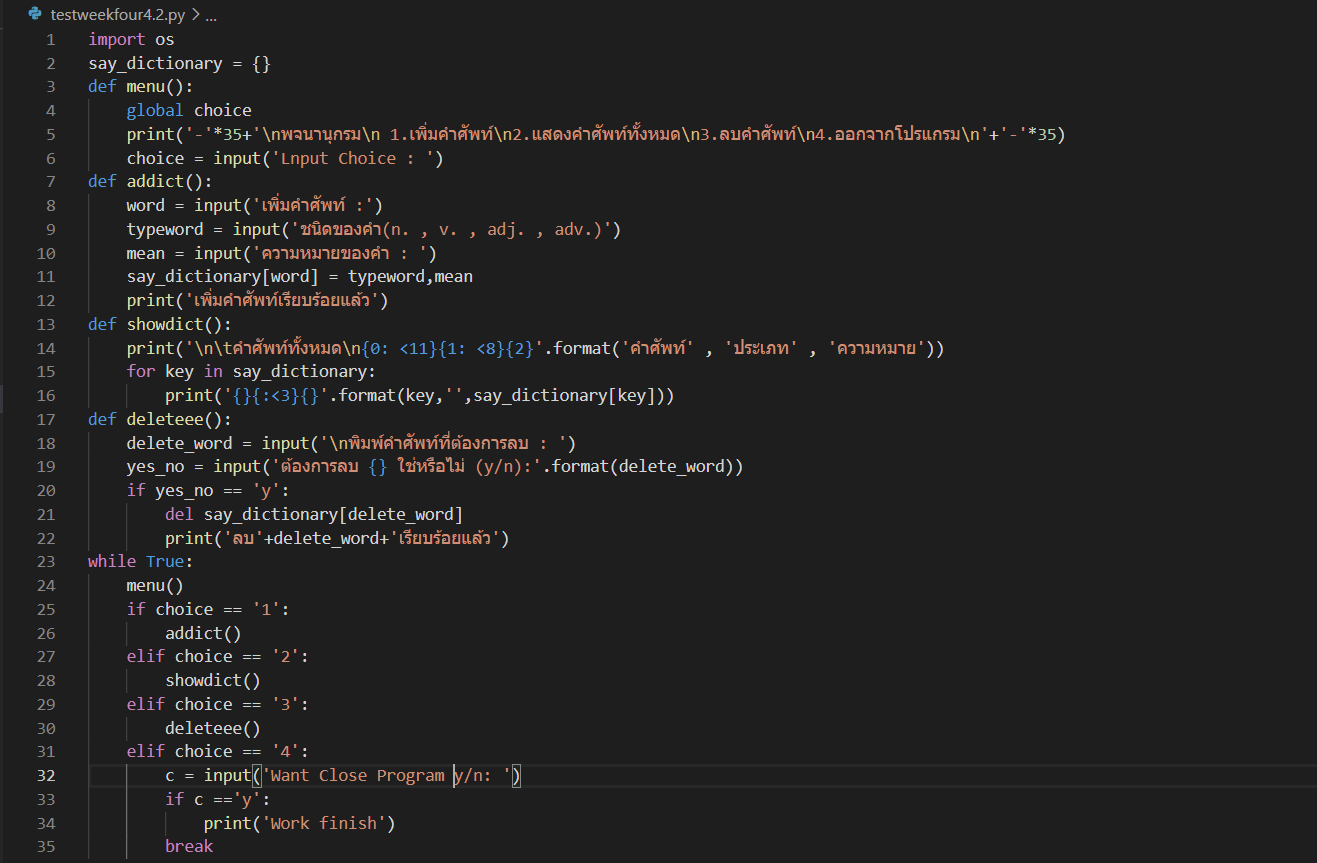 testweekfour4.2.py > ...
1 import os
2 say_dictionary = {}
3 def menu():
4     global choice
5     print('-'*35+'\nพจนานุกรม\n 1.เพิ่มคำศัพท์\n2.แสดงคำศัพท์ทั้งหมด\n3.ลบคำศัพท์\n4.ออกจากโปรแกรม\n'+'-'*35)
6     choice = input('Lnput Choice : ')
7 def addict():
8     word = input('เพิ่มคำศัพท์ :')
9     typeword = input('ชนิดของคำ(n. , v. , adj. , adv.)')
10     mean = input('ความหมายของคำ : ')
11     say_dictionary[word] = typeword,mean
12     print('เพิ่มคำศัพท์เรียบร้อยแล้ว')
13 def showdict():
14     print('\n\tคำศัพท์ทั้งหมด\n{0: <11}{1: <8}{2}'.format('คำศัพท์' , 'ประเภท' , 'ความหมาย'))
15     for key in say_dictionary:
16         print('{}{:<3}{}'.format(key,'',say_dictionary[key]))
17 def deleteee():
18     delete_word = input('\nพิมพ์คำศัพท์ที่ต้องการลบ : ')
19     yes_no = input('ต้องการลบ {} ใช่หรือไม่ (y/n):'.format(delete_word))
20     if yes_no == 'y':
21         del say_dictionary[delete_word]
22         print('ลบ'+delete_word+'เรียบร้อยแล้ว')
23 while True:
24     menu()
25     if choice == '1':
26         addict()
27     elif choice == '2':
28         showdict()
29     elif choice == '3':
30         deleteee()
31     elif choice == '4':
32         c = input('Want Close Program y/n: ')
33         if c =='y':
34             print('Work finish')
35         break